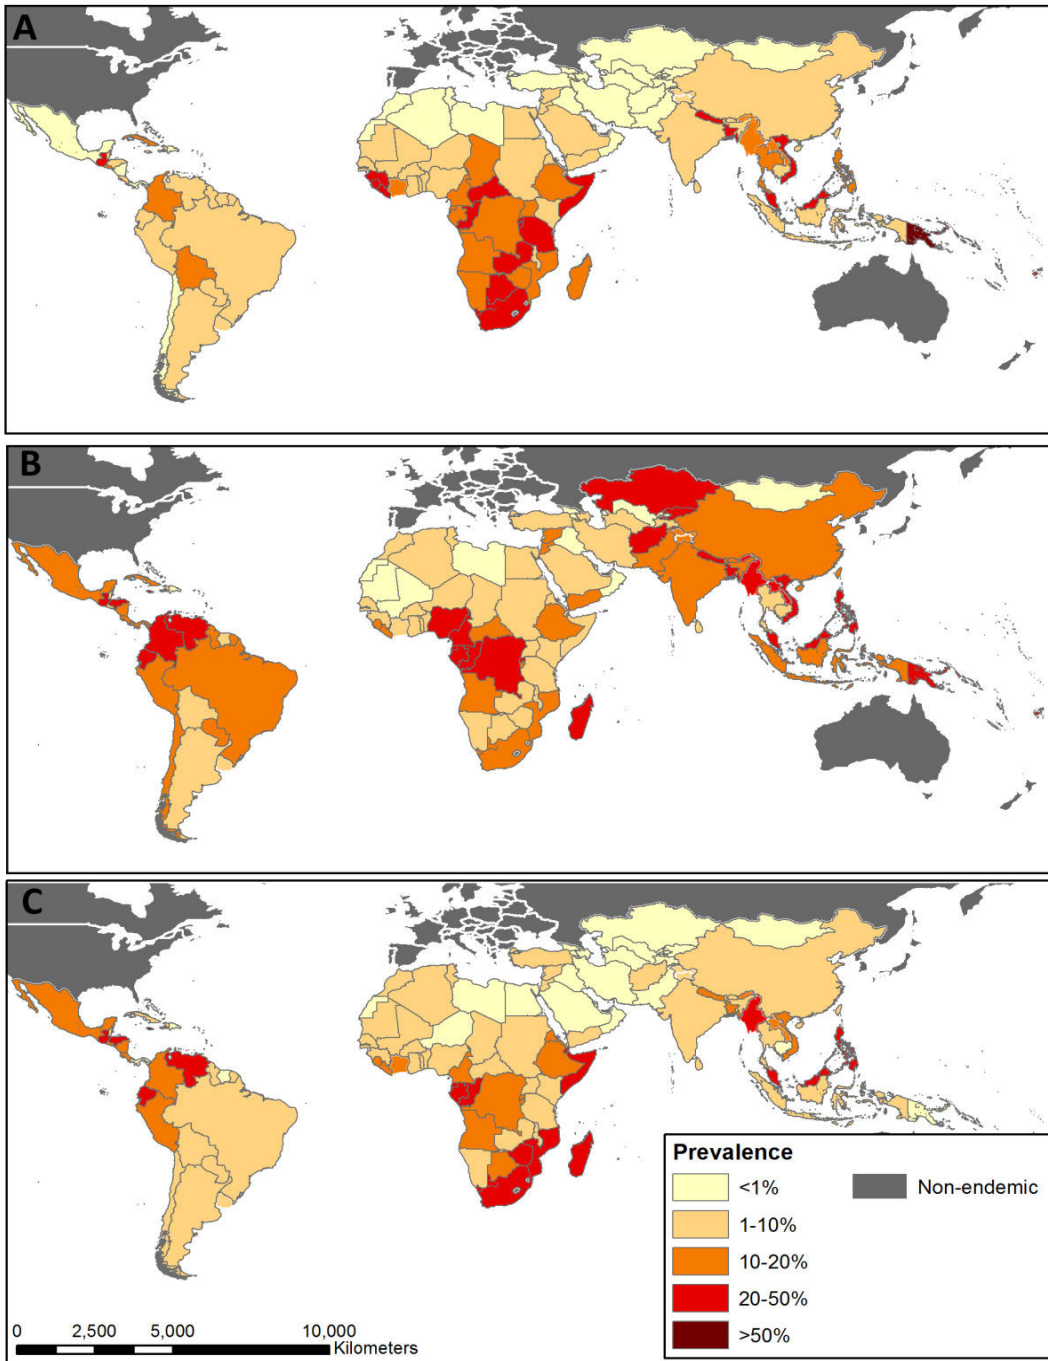 A
B
C
Prevalence
<1%
Non-endemic
1-10%
10-20%
20-50%
>50%
0 2,500 5,000 10,000
Kilometers